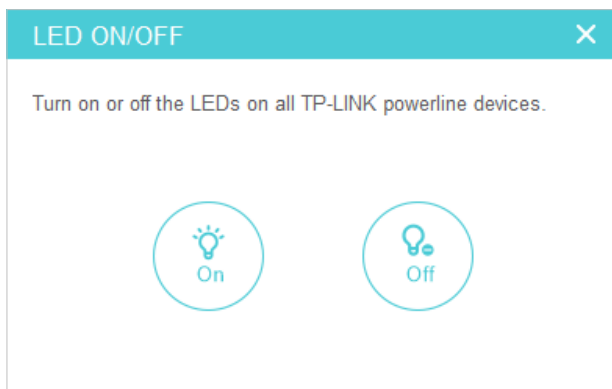 LED ON/OFF
Turn on or off the LEDs on all TP-LINK powerline devices.
On
Off